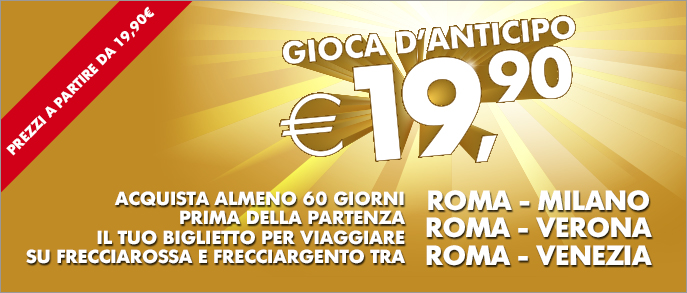 PREZZI A PARTIRE DA 19,90€
GIOCA D'ANTICIPO
€19,90
ACQUISTA ALMENO 60 GIORNI
PRIMA DELLA PARTENZA
IL TUO BIGLIETTO PER VIAGGIARE
SU FRECCIAROSSA E FRECCIARGENTO TRA
ROMA - MILANO
ROMA - VERONA
ROMA - VENEZIA